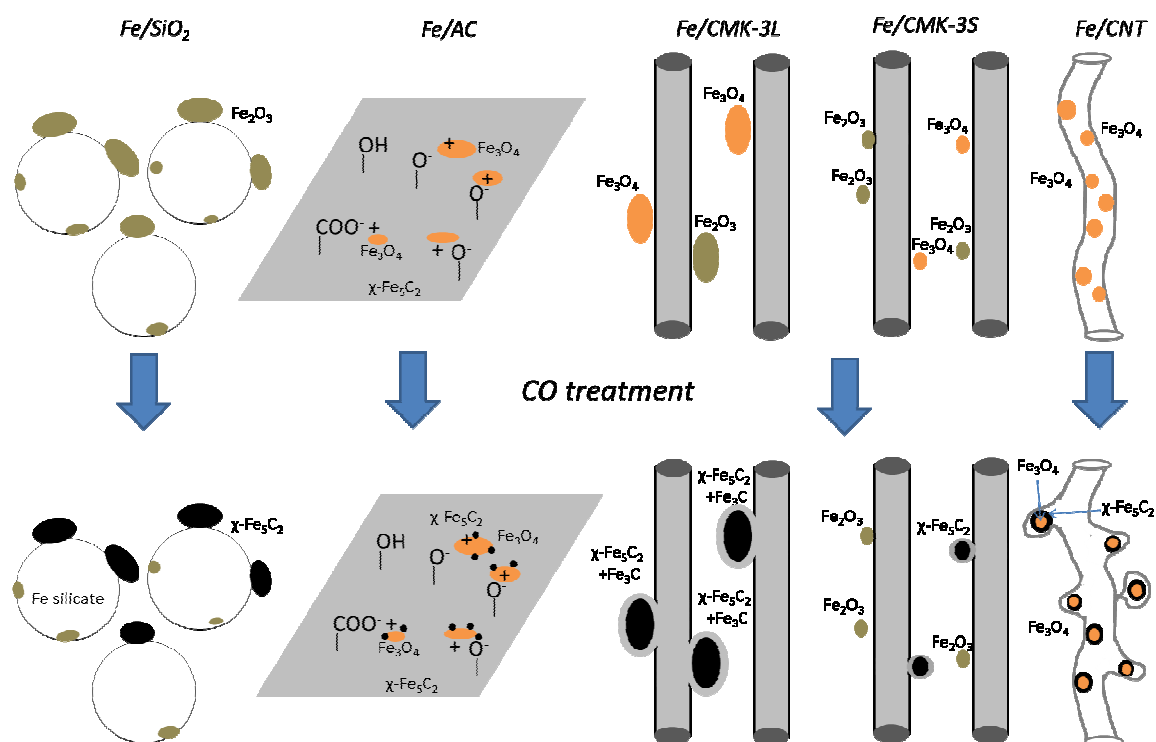 Fe/SiO₂
Fe/AC
Fe/CMK-3L
Fe/CMK-3S
Fe/CNT
Fe₂O₃
OH
O⁻
+
Fe₃O₄
+
O⁻
COO⁻ +
Fe₃O₄
+
O⁻
χ-Fe₅C₂
Fe₃O₄
Fe₃O₄
Fe₂O₃
Fe₂O₃
Fe₂O₃
Fe₃O₄
Fe₂O₃
Fe₃O₄
Fe₃O₄
Fe₃O₄
CO treatment
χ-Fe₅C₂
Fe silicate
χ-Fe₅C₂
OH
O⁻
+
Fe₃O₄
+
O⁻
COO⁻ +
Fe₃O₄
+
O⁻
χ-Fe₅C₂
χ-Fe₅C₂
+Fe₃C
χ-Fe₅C₂
+Fe₃C
χ-Fe₅C₂
+Fe₃C
Fe₂O₃
χ-Fe₅C₂
Fe₂O₃
Fe₂O₃
Fe₃O₄
χ-Fe₅C₂
Fe₃O₄